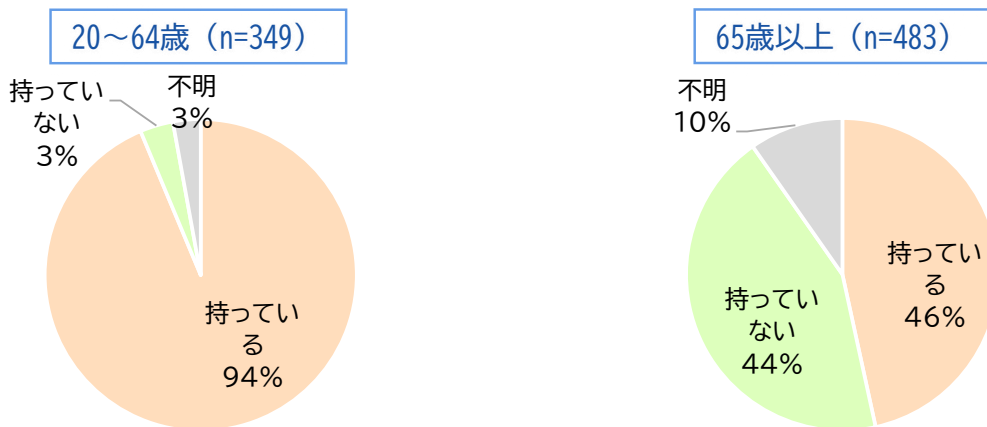 20～64歳（n=349）
持ってい
ない
3%
不明
3%
持ってい
る
94%
65歳以上（n=483）
不明
10%
持ってい
ない
44%
持ってい
る
46%